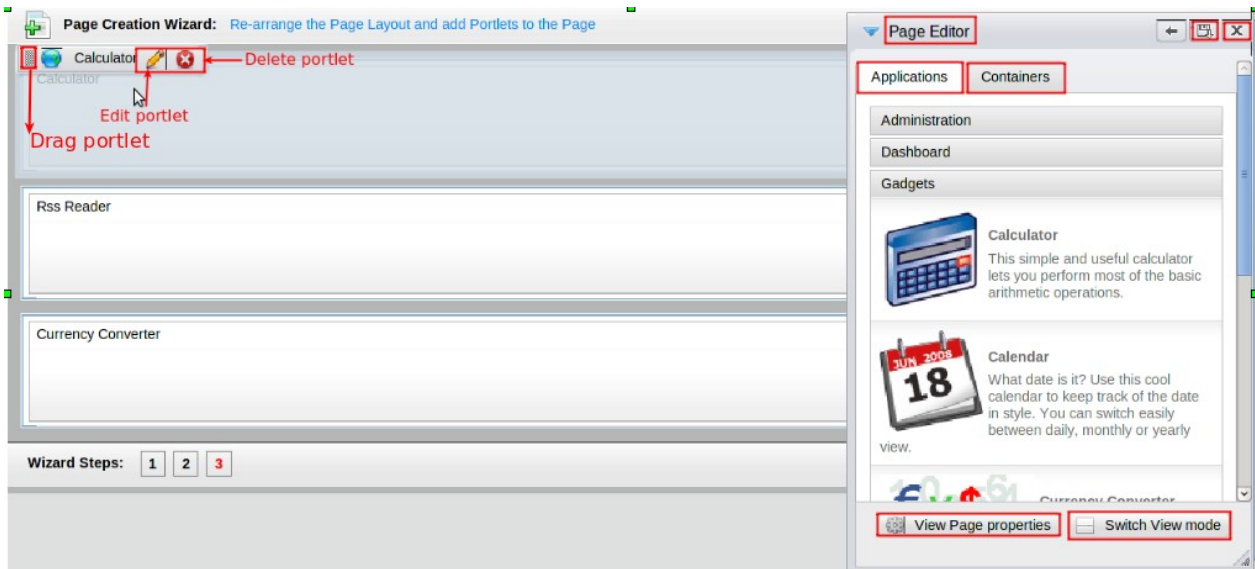 Page Creation Wizard: Re-arrange the Page Layout and add Portlets to the Page
Calculator
Delete portlet
Calculator
Edit portlet
Drag portlet
Rss Reader
Currency Converter
Wizard Steps: 1 2 3
Page Editor
Applications Containers
Administration
Dashboard
Gadgets
Calculator
This simple and useful calculator
lets you perform most of the basic
arithmetic operations.
JUN 2008
18
Calendar
What date is it? Use this cool
calendar to keep track of the date
in style. You can switch easily
between daily, monthly or yearly
view.
Currency Converter
View Page properties Switch View mode